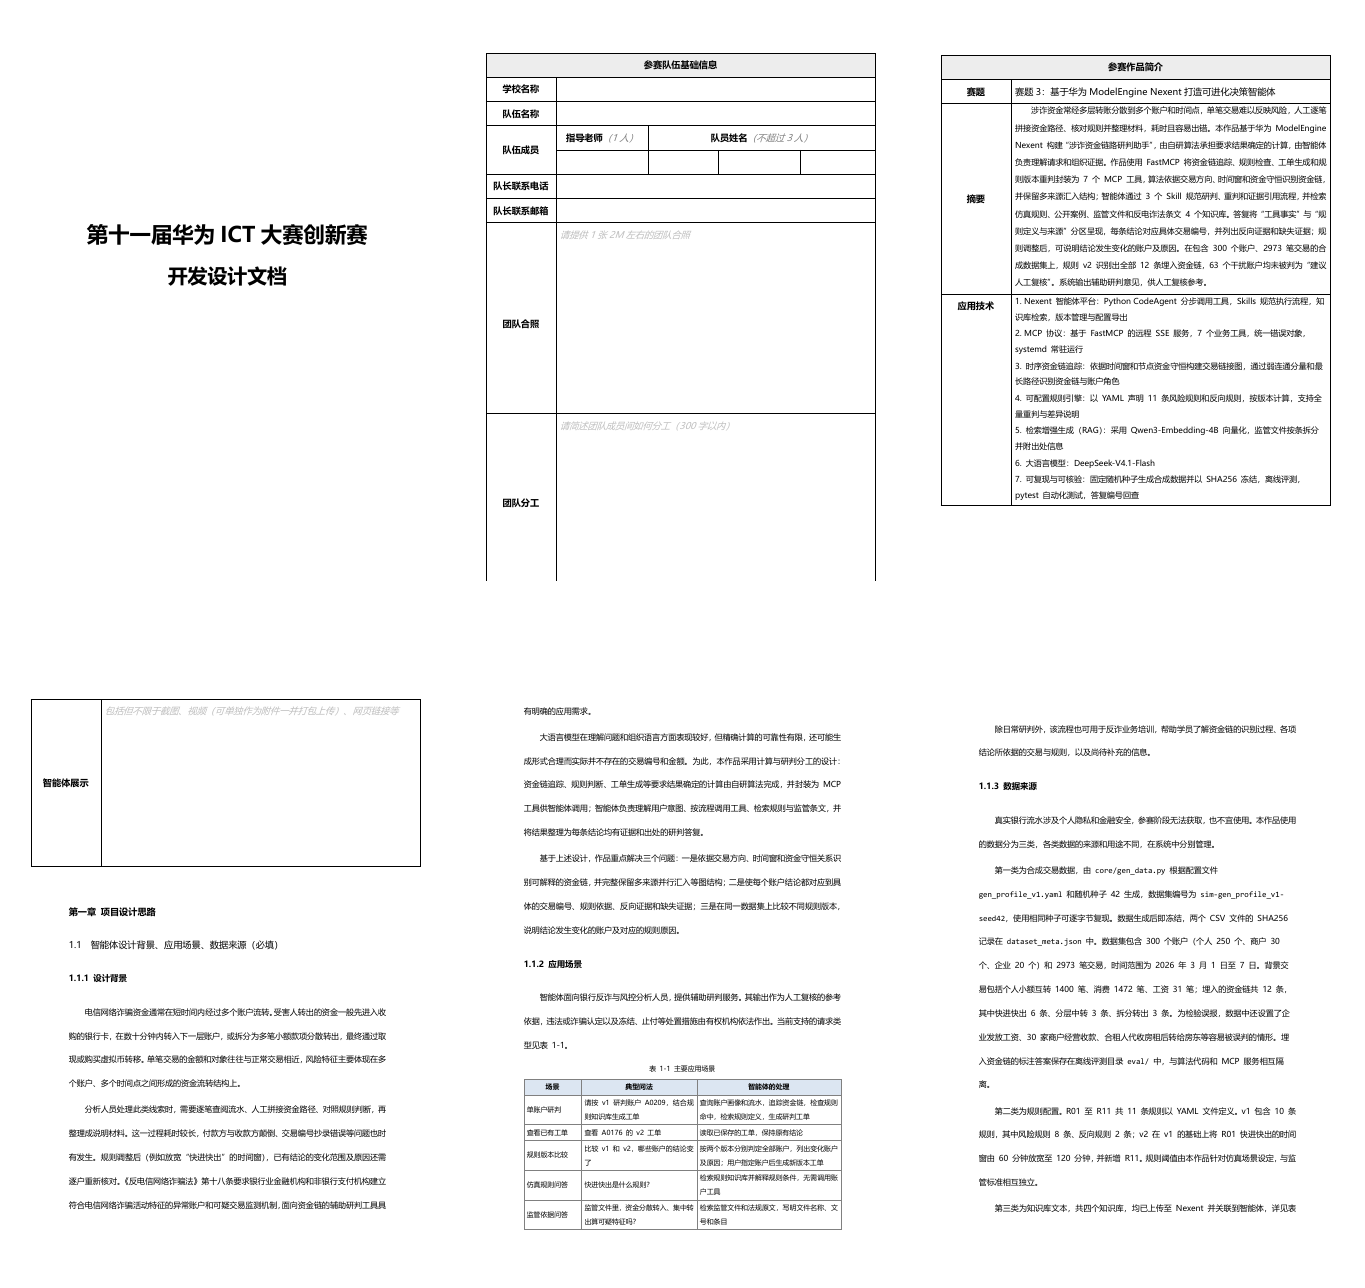 第十一届华为 ICT 大赛创新赛
开发设计文档
参赛队伍基础信息
学校名称
队伍名称
队伍成员
指导老师（1 人）
队员姓名（不超过 3 人）
队长联系电话
队长联系邮箱
团队合照
请提供 1 张 2M 左右的团队合照
团队分工
请简述团队成员间如何分工（300 字以内）
参赛作品简介
赛题
赛题 3：基于华为 ModelEngine Nexent 打造可进化决策智能体
摘要
涉诈资金常经多层转账分散到多个账户和时间点，单笔交易难以反映风险，人工逐笔
拼接资金路径、核对规则并整理材料，耗时且容易出错。本作品基于华为 ModelEngine
Nexent 构建“涉诈资金链路研判助手”，由自研算法承担要求结果确定的计算，由智能体
负责理解请求和组织证据。作品使用 FastMCP 将资金链追踪、规则检查、工单生成和规
则版本重判封装为 7 个 MCP 工具，算法依据交易方向、时间窗和资金守恒识别资金链，
并保留多来源汇入结构；智能体通过 3 个 Skill 规范研判、重判和证据引用流程，并检索
仿真规则、公开案例、监管文件和反电诈法条文 4 个知识库。答复将“工具事实”与“规
则定义与来源”分区呈现，每条结论对应具体交易编号，并列出反向证据和缺失证据；规
则调整后，可说明结论发生变化的账户及原因。在包含 300 个账户、2973 笔交易的合
成数据集上，规则 v2 识别出全部 12 条埋入资金链，63 个干扰账户均未被判为“建议
人工复核”。系统输出辅助研判意见，供人工复核参考。
应用技术
1. Nexent 智能体平台：Python CodeAgent 分步调用工具，Skills 规范执行流程，知
识库检索，版本管理与配置导出
2. MCP 协议：基于 FastMCP 的远程 SSE 服务，7 个业务工具，统一错误对象，
systemd 常驻运行
3. 时序资金链追踪：依据时间窗和节点资金守恒构建交易链接图，通过弱连通分量和最
长路径识别资金链与账户角色
4. 可配置规则引擎：以 YAML 声明 11 条风险规则和反向规则，按版本计算，支持全
量重判与差异说明
5. 检索增强生成（RAG）：采用 Qwen3-Embedding-4B 向量化，监管文件按条拆分
并附出处信息
6. 大语言模型：DeepSeek-V4.1-Flash
7. 可复现与可核验：固定随机种子生成合成数据并以 SHA256 冻结，离线评测，
pytest 自动化测试，答复编号回查
智能体展示
包括但不限于截图、视频（可单独作为附件一并打包上传）、网页链接等
第一章 项目设计思路
1.1 智能体设计背景、应用场景、数据来源（必填）
1.1.1 设计背景
电信网络诈骗资金通常在短时间内经过多个账户流转。受害人转出的资金一般先进入收
购的银行卡，在数十分钟内转入下一层账户，或拆分为多笔小额款项分散转出，最终通过取
现或购买虚拟币转移。单笔交易的金额和对象往往与正常交易相近，风险特征主要体现在多
个账户、多个时间点之间形成的资金流转结构上。
分析人员处理此类线索时，需要逐笔查阅流水、人工拼接资金路径、对照规则判断，再
整理成说明材料。这一过程耗时较长，付款方与收款方颠倒、交易编号抄录错误等问题也时
有发生。规则调整后（例如放宽“快进快出”的时间窗），已有结论的变化范围及原因还需
逐户重新核对。《反电信网络诈骗法》第十八条要求银行业金融机构和非银行支付机构建立
符合电信网络诈骗活动特征的异常账户和可疑交易监测机制，面向资金链的辅助研判工具具
有明确的应用需求。
大语言模型在理解问题和组织语言方面表现较好，但精确计算的可靠性有限，还可能生
成形式合理而实际并不存在的交易编号和金额。为此，本作品采用计算与研判分工的设计：
资金链追踪、规则判断、工单生成等要求结果确定的计算由自研算法完成，并封装为 MCP
工具供智能体调用；智能体负责理解用户意图、按流程调用工具、检索规则与监管条文，并
将结果整理为每条结论均有证据和出处的研判答复。
基于上述设计，作品重点解决三个问题：一是依据交易方向、时间窗和资金守恒关系识
别可解释的资金链，并完整保留多来源并行汇入等图结构；二是使每个账户结论都对应到具
体的交易编号、规则依据、反向证据和缺失证据；三是在同一数据集上比较不同规则版本，
说明结论发生变化的账户及对应的规则原因。
1.1.2 应用场景
智能体面向银行反诈与风控分析人员，提供辅助研判服务。其输出作为人工复核的参考
依据，违法或诈骗认定以及冻结、止付等处置措施由有权机构依法作出。当前支持的请求类
型见表 1-1。
表 1-1 主要应用场景
场景
典型问法
智能体的处理
单账户研判
请按 v1 研判账户 A0209，结合规
则知识库生成工单
查询账户画像和流水，追踪资金链，检查规则
命中，检索规则定义，生成研判工单
查看已有工单
查看 A0176 的 v2 工单
读取已保存的工单，保持原有结论
规则版本比较
比较 v1 和 v2，哪些账户的结论变
了
按两个版本分别判定全部账户，列出变化账户
及原因；用户指定账户后生成新版本工单
仿真规则问答
快进快出是什么规则？
检索规则知识库并解释规则条件，无需调用账
户工具
监管依据问答
监管文件里，资金分散转入、集中转
出算可疑特征吗？
检索监管文件和法规原文，写明文件名称、文
号和条目
除日常研判外，该流程也可用于反诈业务培训，帮助学员了解资金链的识别过程、各项
结论所依据的交易与规则，以及尚待补充的信息。
1.1.3 数据来源
真实银行流水涉及个人隐私和金融安全，参赛阶段无法获取，也不宜使用。本作品使用
的数据分为三类，各类数据的来源和用途不同，在系统中分别管理。
第一类为合成交易数据，由 core/gen_data.py 根据配置文件
gen_profile_v1.yaml 和随机种子 42 生成，数据集编号为 sim-gen_profile_v1-
seed42，使用相同种子可逐字节复现。数据生成后即冻结，两个 CSV 文件的 SHA256
记录在 dataset_meta.json 中。数据集包含 300 个账户（个人 250 个、商户 30
个、企业 20 个）和 2973 笔交易，时间范围为 2026 年 3 月 1 日至 7 日。背景交
易包括个人小额互转 1400 笔、消费 1472 笔、工资 31 笔；埋入的资金链共 12 条，
其中快进快出 6 条、分层中转 3 条、拆分转出 3 条。为检验误报，数据中还设置了企
业发放工资、30 家商户经营收款、合租人代收房租后转给房东等容易被误判的情形。埋
入资金链的标注答案保存在离线评测目录 eval/ 中，与算法代码和 MCP 服务相互隔
离。
第二类为规则配置。R01 至 R11 共 11 条规则以 YAML 文件定义。v1 包含 10 条
规则，其中风险规则 8 条、反向规则 2 条；v2 在 v1 的基础上将 R01 快进快出的时间
窗由 60 分钟放宽至 120 分钟，并新增 R11。规则阈值由本作品针对仿真场景设定，与监
管标准相互独立。
第三类为知识库文本，共四个知识库，均已上传至 Nexent 并关联到智能体，详见表